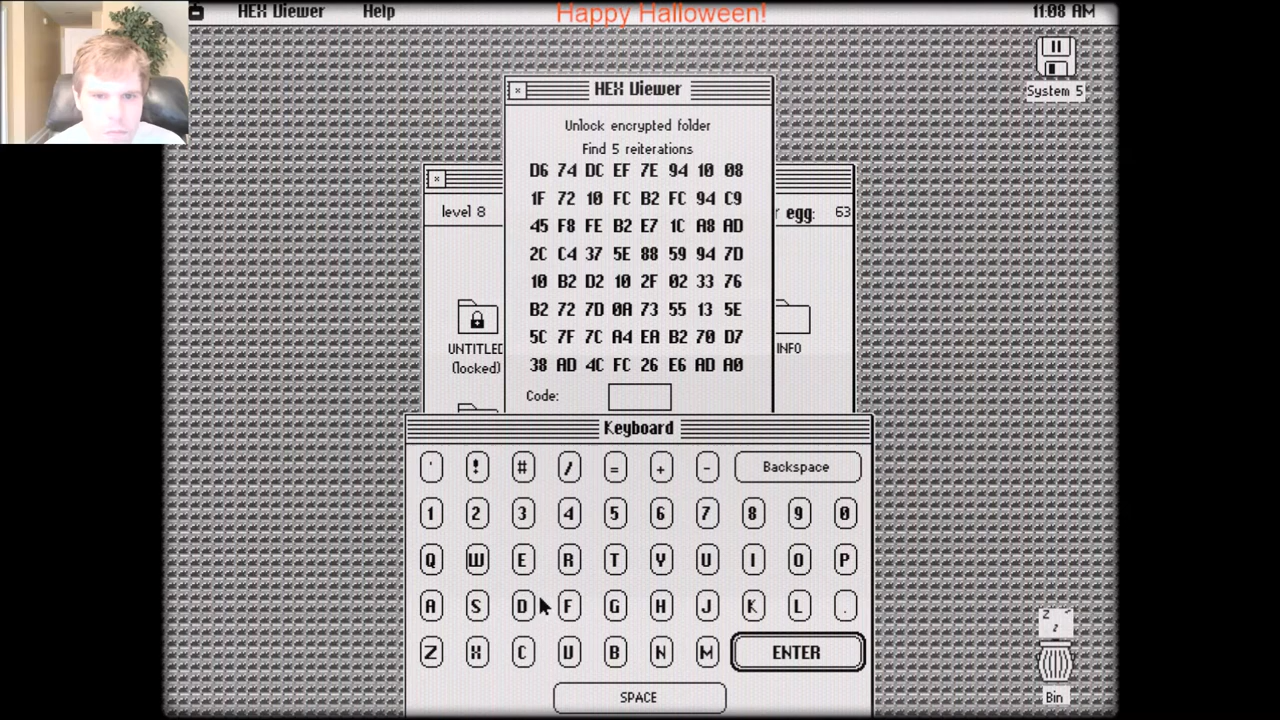 HEX Viewer Help Happy Halloween! 11:08 AM
System 5
HEX Viewer
Unlock encrypted folder
Find 5 reiterations
D6 74 DC EF 7E 94 10 08
1F 72 10 FC B2 FC 94 C9
45 F8 FE B2 E7 1C A8 AD
2C C4 37 5E 88 59 94 7D
10 B2 D2 10 2F 02 33 76
B2 72 7D 0A 73 55 13 5E
5C 7F 7C A4 EA B2 70 D7
38 AD 4C FC 26 E6 AD A0
Code:
level 8
r egg: 63
UNTITLED
(locked)
INFO
Keyboard
' ! # / = + - Backspace
1 2 3 4 5 6 7 8 9 0
Q W E R T Y U I O P
A S D F G H J K L .
Z X C V B N M ENTER
SPACE
Z z
Bin